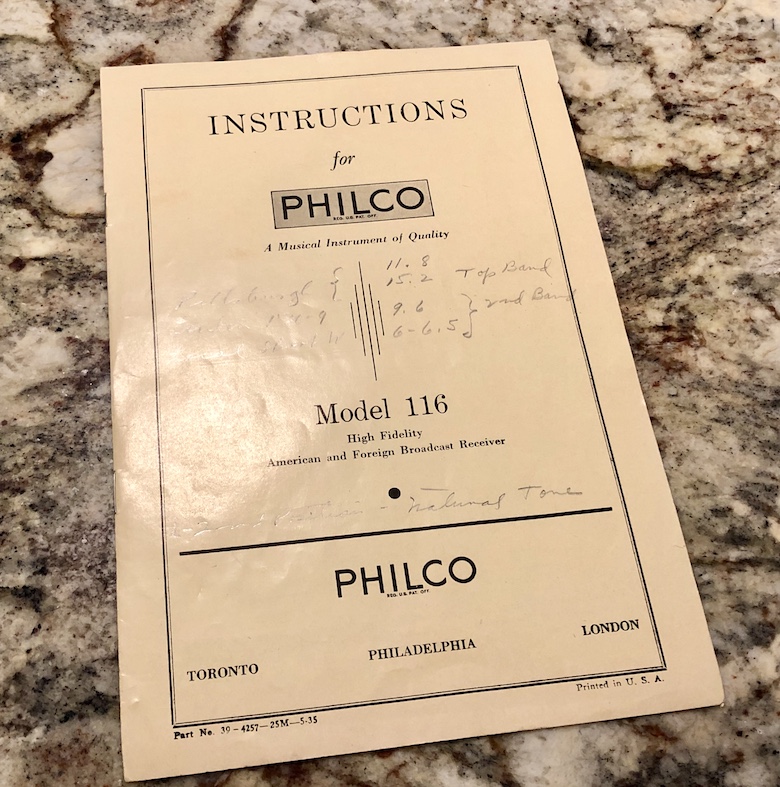 INSTRUCTIONS
for
PHILCO
REG. U.S. PAT. OFF.
A Musical Instrument of Quality
11.8
15.2 Top Band
9.6
6-6.5 2nd Band
Model 116
High Fidelity
American and Foreign Broadcast Receiver
- Natural Tone
PHILCO
REG. U.S. PAT. OFF.
TORONTO PHILADELPHIA LONDON
Part No. 39-4257-25M-5-35 Printed in U. S. A.